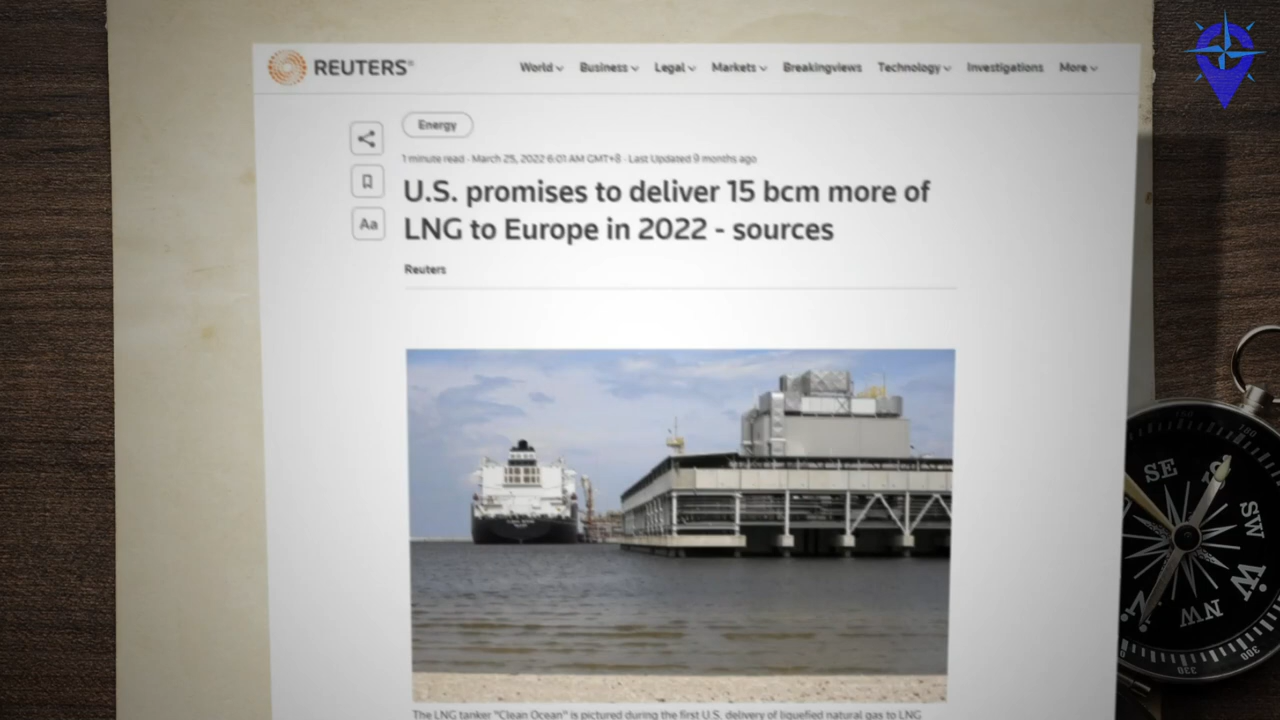 REUTERS®
World Business Legal Markets Breakingviews Technology Investigations More
Energy
1 minute read · March 25, 2022 6:01 AM GMT+8 · Last Updated 9 months ago
Aa
U.S. promises to deliver 15 bcm more of
LNG to Europe in 2022 - sources
Reuters
The LNG tanker "Clean Ocean" is pictured during the first U.S. delivery of liquefied natural gas to LNG
SE
SW
W
NW
N
330
300